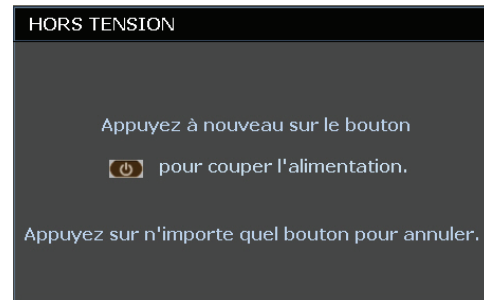 HORS TENSION
Appuyez à nouveau sur le bouton
pour couper l'alimentation.
Appuyez sur n'importe quel bouton pour annuler.